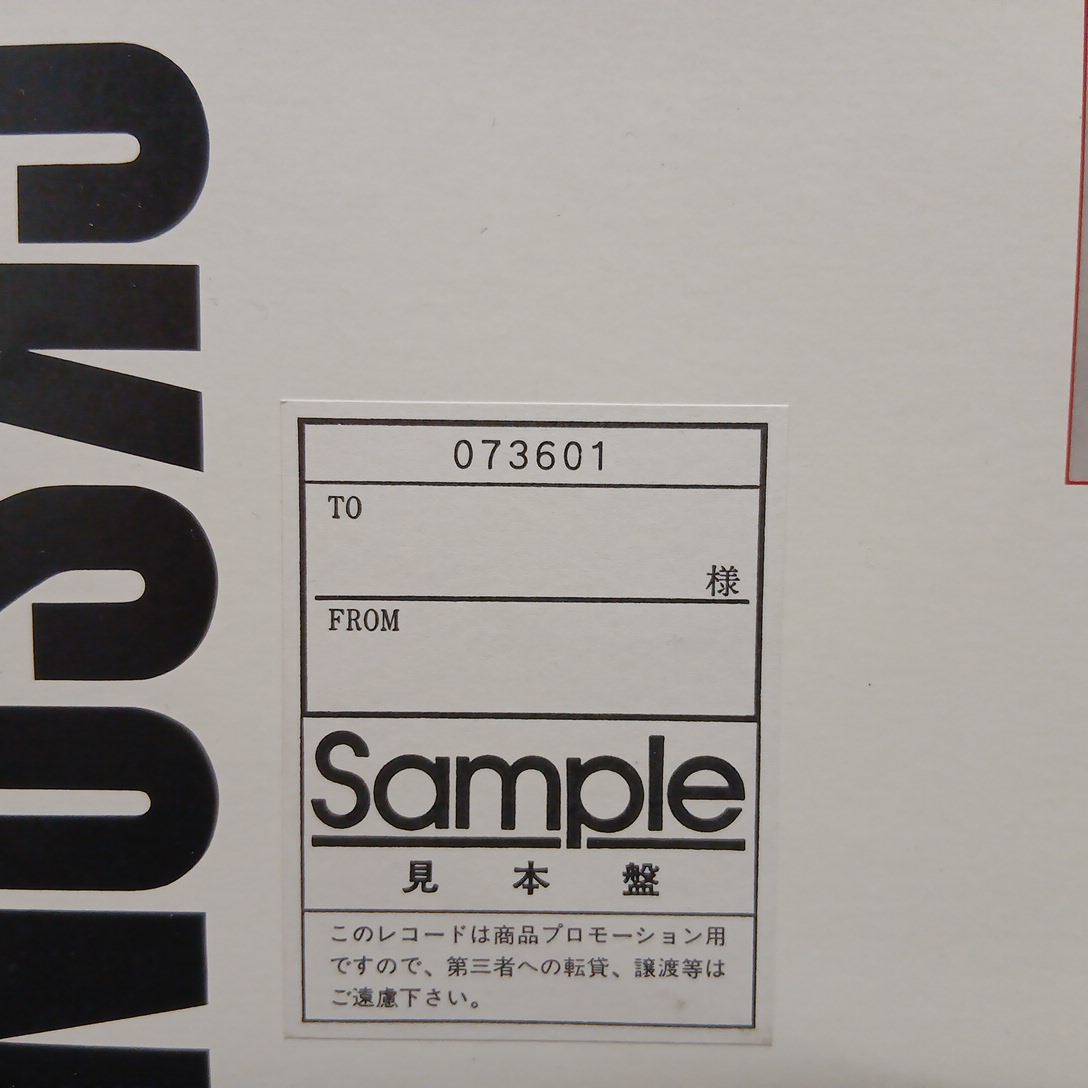 CKSON
073601
TO
様
FROM
Sample
見本盤
このレコードは商品プロモーション用
ですので、第三者への転貸、譲渡等は
ご遠慮下さい。